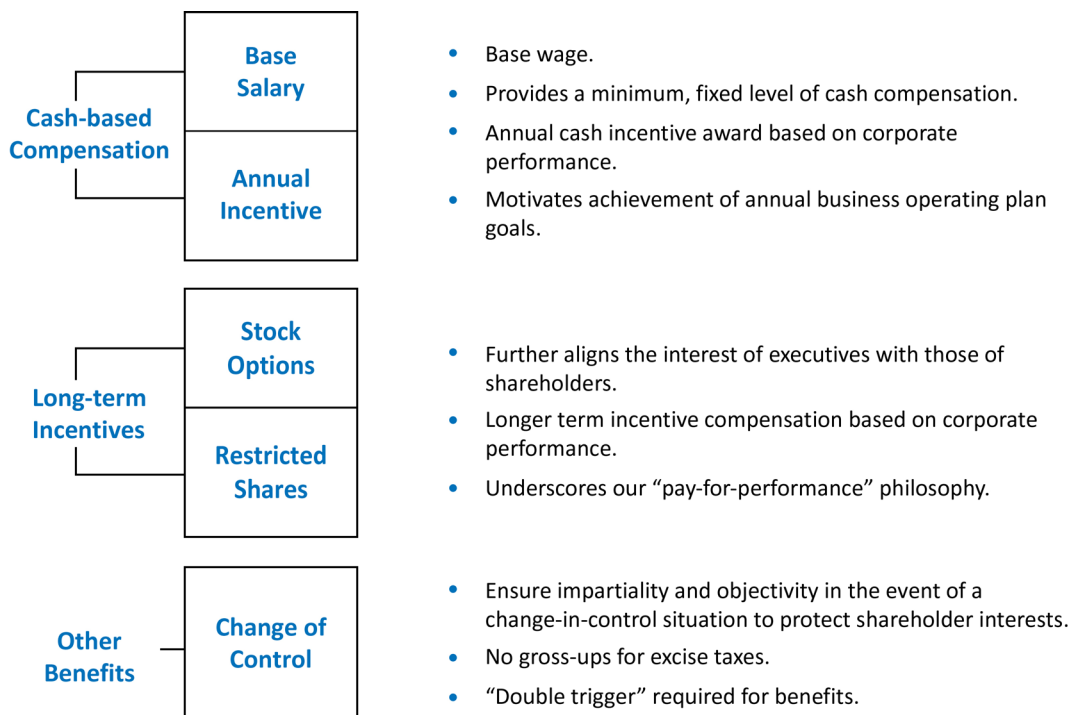 Base
Salary
Cash-based
Compensation
Annual
Incentive
• Base wage.
• Provides a minimum, fixed level of cash compensation.
• Annual cash incentive award based on corporate
performance.
• Motivates achievement of annual business operating plan
goals.
Stock
Options
Long-term
Incentives
Restricted
Shares
• Further aligns the interest of executives with those of
shareholders.
• Longer term incentive compensation based on corporate
performance.
• Underscores our “pay-for-performance” philosophy.
Other
Benefits
Change of
Control
• Ensure impartiality and objectivity in the event of a
change-in-control situation to protect shareholder interests.
• No gross-ups for excise taxes.
• “Double trigger” required for benefits.